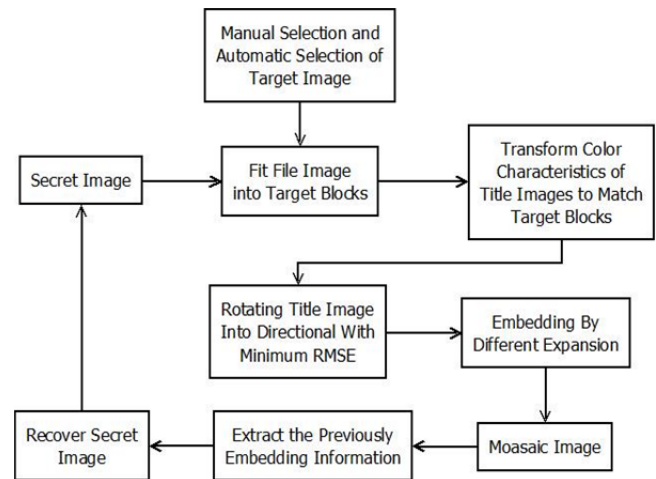 Manual Selection and
Automatic Selection of
Target Image
Secret Image
Fit File Image
into Target Blocks
Transform Color
Characteristics of
Title Images to Match
Target Blocks
Rotating Title Image
Into Directional With
Minimum RMSE
Embedding By
Different Expansion
Recover Secret
Image
Extract the Previously
Embedding Information
Moasaic Image